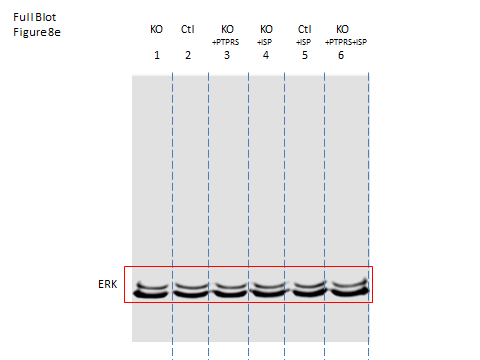 Full Blot
Figure8e
KO Ctl KO KO Ctl KO
+PTPRS +ISP +ISP +PTPRS+ISP
1 2 3 4 5 6
ERK